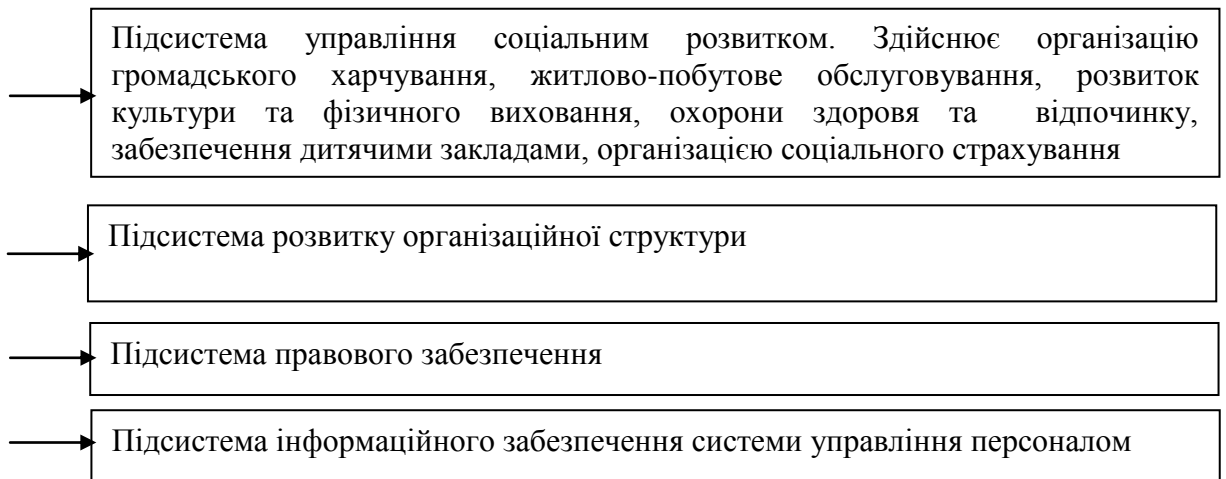 Підсистема управління соціальним розвитком. Здійснює організацію
громадського харчування, житлово-побутове обслуговування, розвиток
культури та фізичного виховання, охорони здоровя та відпочинку,
забезпечення дитячими закладами, організацією соціального страхування
Підсистема розвитку організаційної структури
Підсистема правового забезпечення
Підсистема інформаційного забезпечення системи управління персоналом